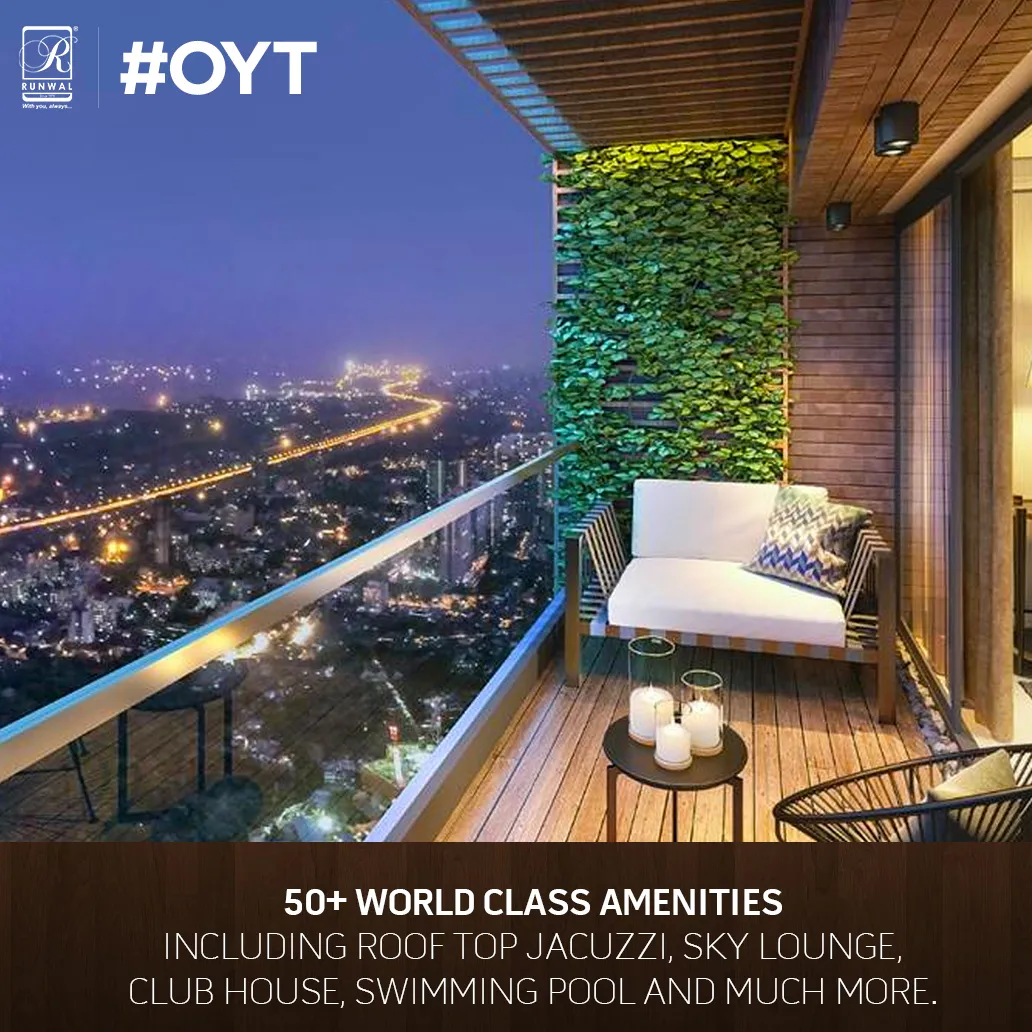 R
RUNWAL
With you, always...
#OYT
50+ WORLD CLASS AMENITIES
INCLUDING ROOF TOP JACUZZI, SKY LOUNGE,
CLUB HOUSE, SWIMMING POOL AND MUCH MORE.